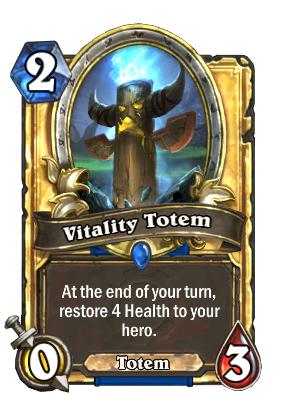 2
Vitality Totem
At the end of your turn,
restore 4 Health to your
hero.
Totem
0
3